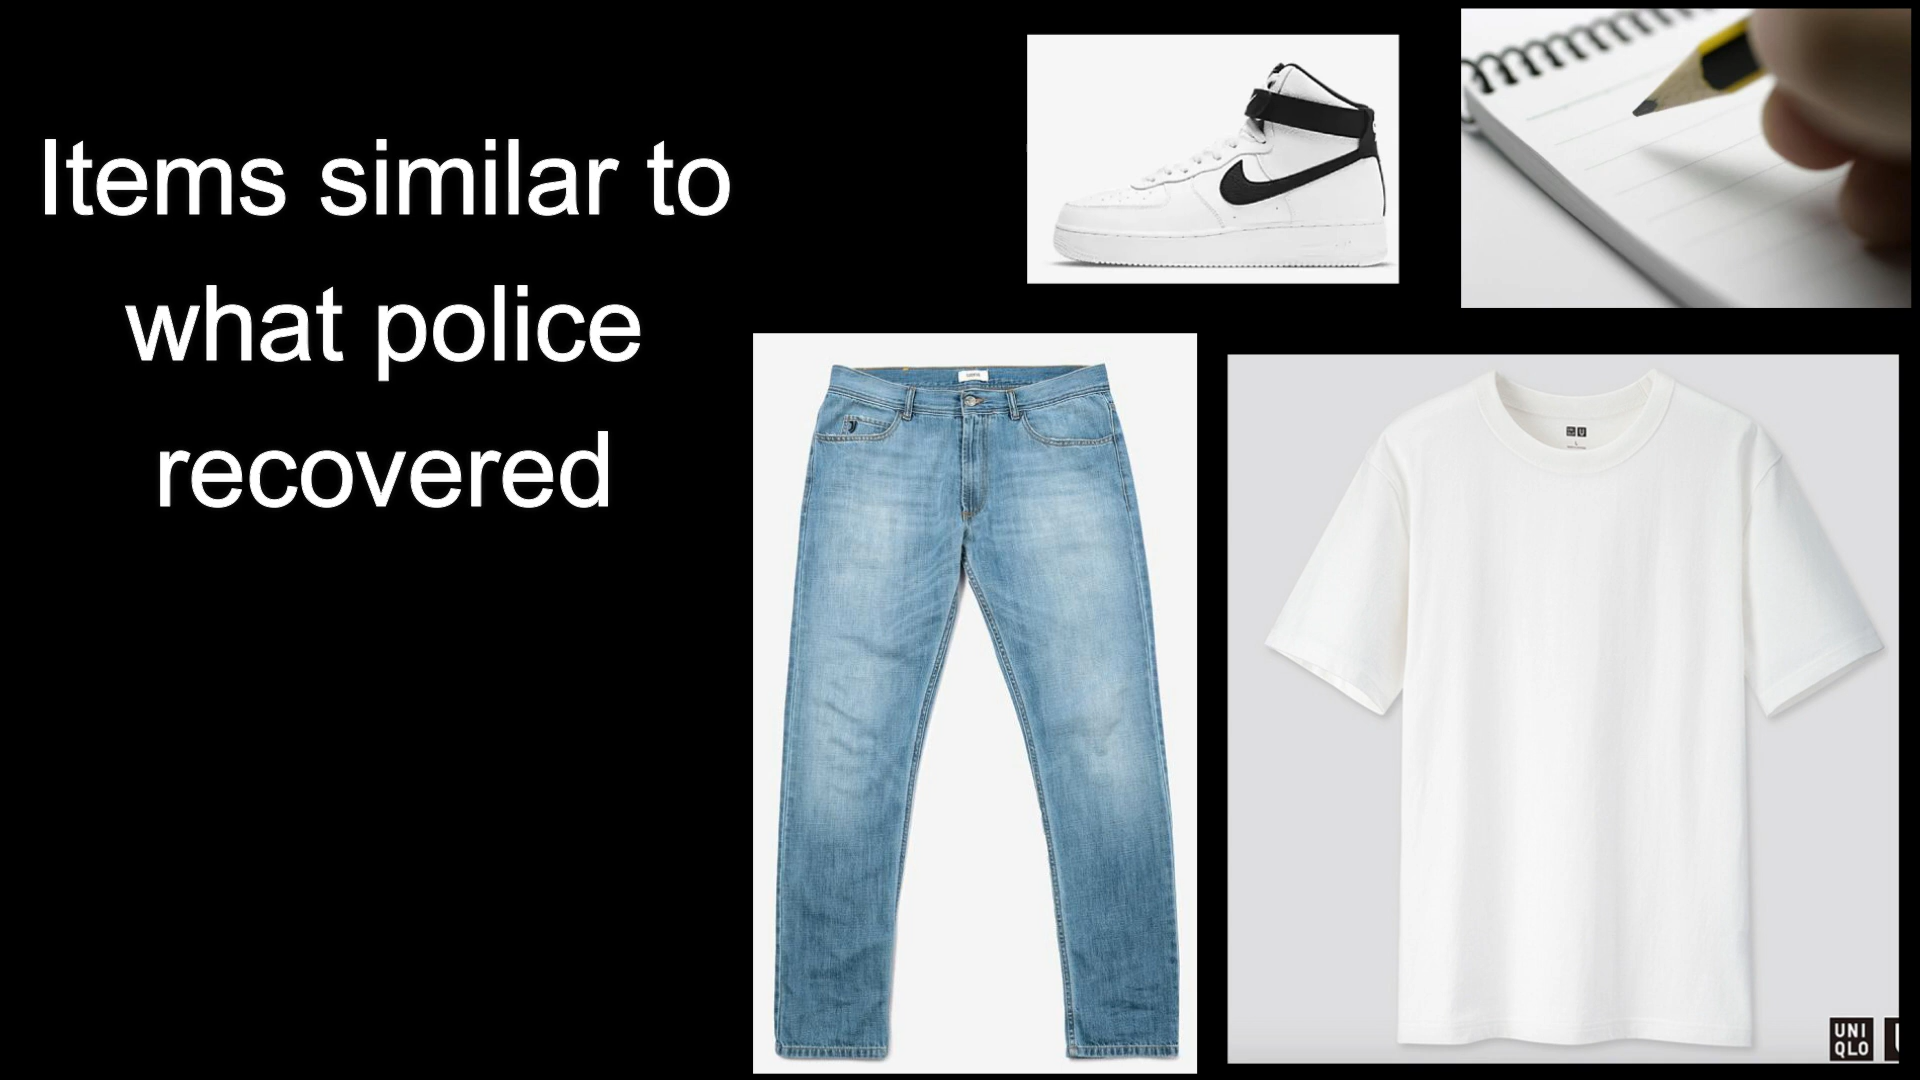 Items similar to
what police
recovered
UNI
QLO